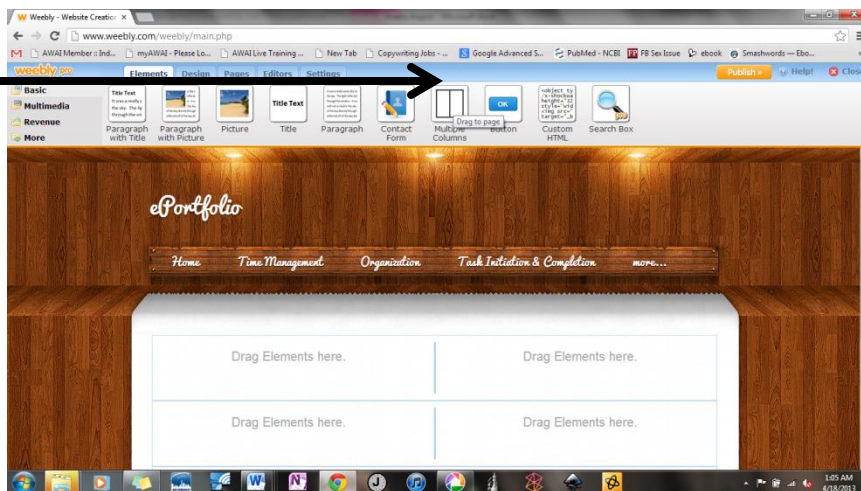 Weebly - Website Creation
www.weebly.com/weebly/main.php
AWAI Member :: Ind... myAWAI - Please Lo... AWAI Live Training ... New Tab Copywriting Jobs - ... Google Advanced S... PubMed - NCBI FB Sex Issue ebook Smashwords — Ebo...
weebly pro Elements Design Pages Editors Settings Publish » Help! Close
Basic
Multimedia
Revenue
More
Title Text
Title Text
OK
Paragraph with Title
Paragraph with Picture
Picture
Title
Paragraph
Contact Form
Multiple Columns
Button
Custom HTML
Search Box
Drag to page
ePortfolio
Home Time Management Organization Task Initiation & Completion more...
Drag Elements here. Drag Elements here.
Drag Elements here. Drag Elements here.
1:05 AM
4/18/2013